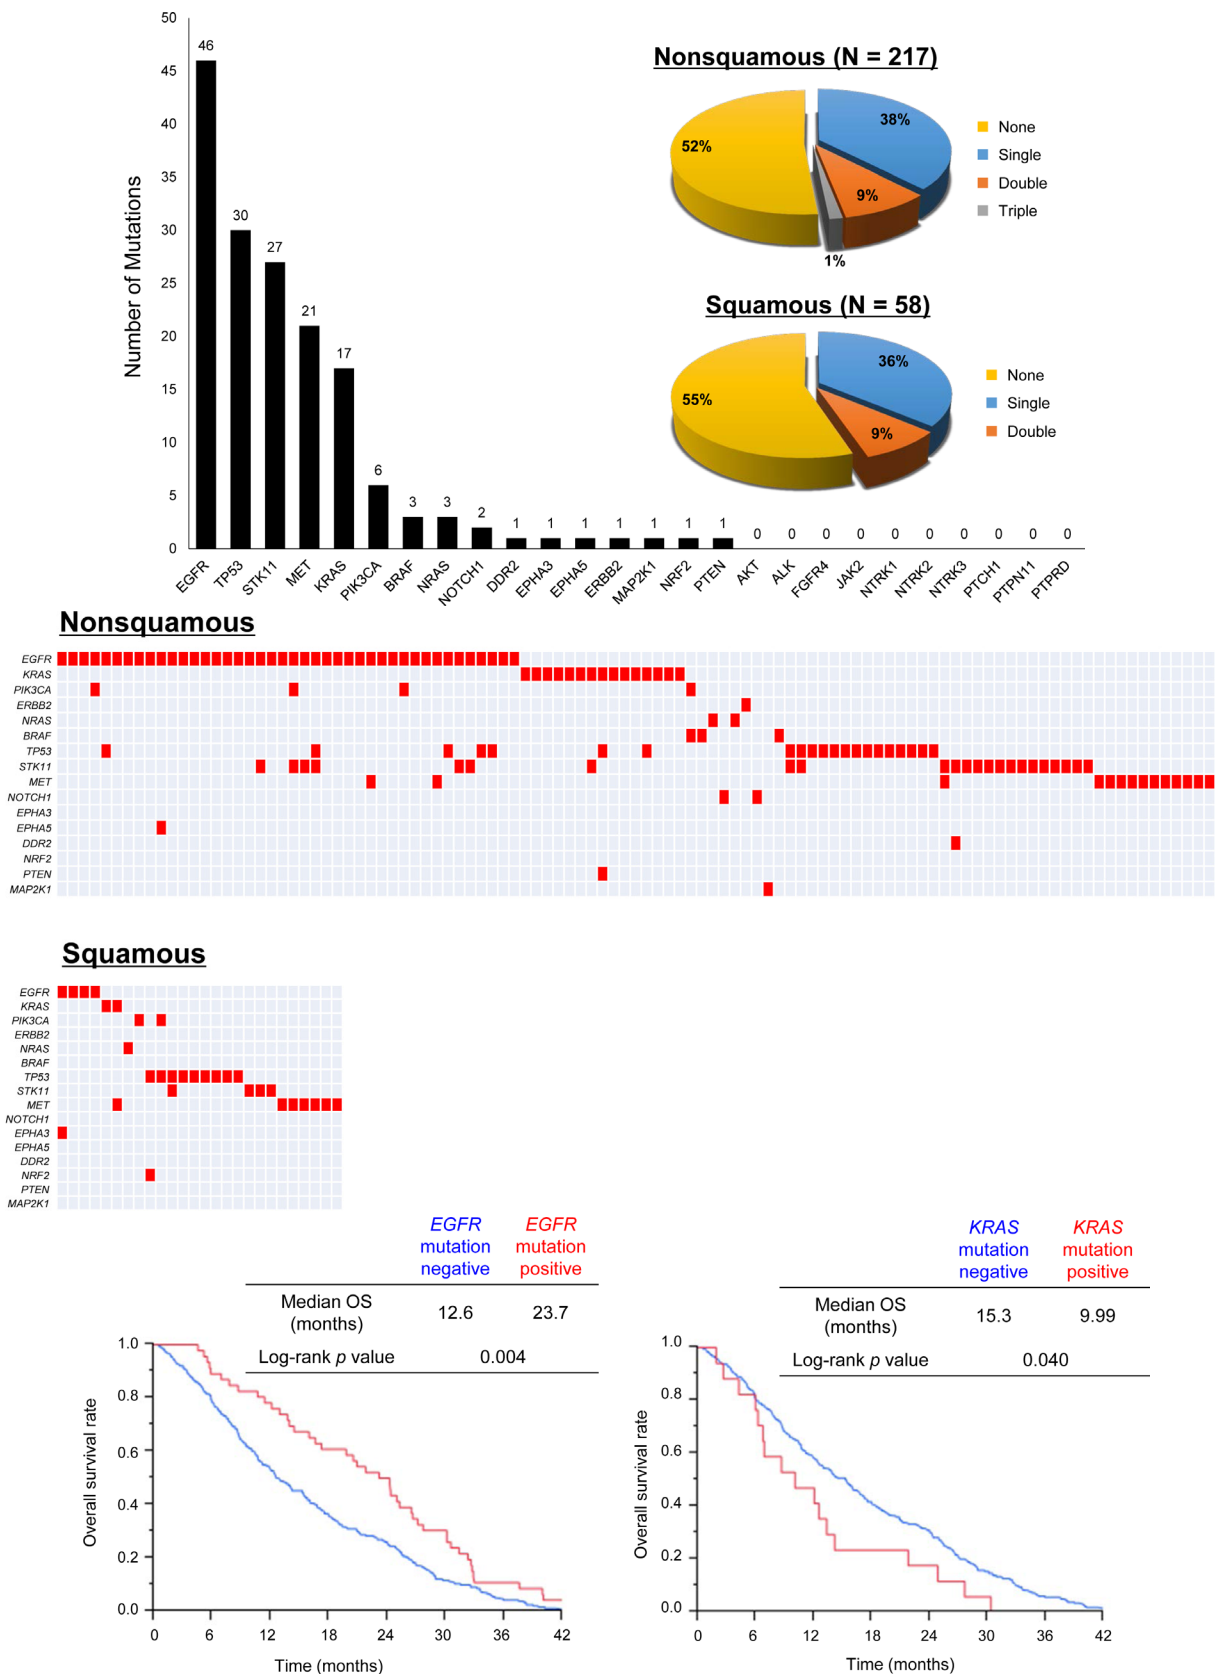 50
45
40
35
30
25
20
15
10
5
0
Number of Mutations
46
30
27
21
17
6
3
3
2
1
1
1
1
1
1
1
0
0
0
0
0
0
0
0
0
0
EGFR
TP53
STK11
MET
KRAS
PIK3CA
BRAF
NRAS
NOTCH1
DDR2
EPHA3
EPHA5
ERBB2
MAP2K1
NRF2
PTEN
AKT
ALK
FGFR4
JAK2
NTRK1
NTRK2
NTRK3
PTCH1
PTPN11
PTPRD
Nonsquamous (N = 217)
38%
52%
9%
1%
None
Single
Double
Triple
Squamous (N = 58)
36%
55%
9%
None
Single
Double
Nonsquamous
EGFR
KRAS
PIK3CA
ERBB2
NRAS
BRAF
TP53
STK11
MET
NOTCH1
EPHA3
EPHA5
DDR2
NRF2
PTEN
MAP2K1
Squamous
EGFR
KRAS
PIK3CA
ERBB2
NRAS
BRAF
TP53
STK11
MET
NOTCH1
EPHA3
EPHA5
DDR2
NRF2
PTEN
MAP2K1
EGFR mutation negative
EGFR mutation positive
Median OS (months)
12.6
23.7
Log-rank p value
0.004
1.0
0.8
0.6
0.4
0.2
0.0
Overall survival rate
0
6
12
18
24
30
36
42
Time (months)
KRAS mutation negative
KRAS mutation positive
Median OS (months)
15.3
9.99
Log-rank p value
0.040
1.0
0.8
0.6
0.4
0.2
0.0
Overall survival rate
0
6
12
18
24
30
36
42
Time (months)